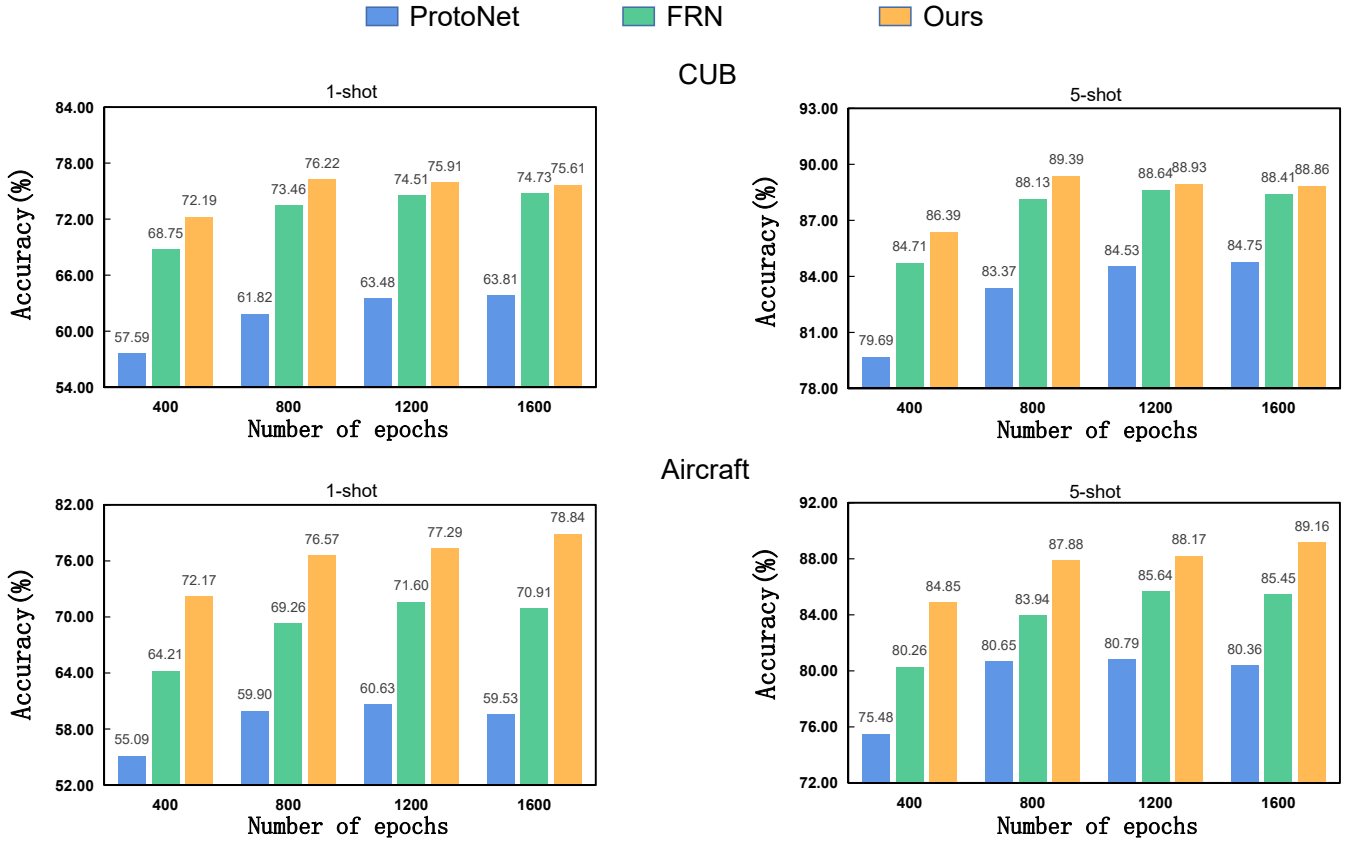 ProtoNet FRN Ours
CUB
1-shot
84.00
78.00
72.00
66.00
60.00
54.00
Accuracy(%)
57.59 68.75 72.19
61.82 73.46 76.22
63.48 74.51 75.91
63.81 74.73 75.61
400 800 1200 1600
Number of epochs
5-shot
93.00
90.00
87.00
84.00
81.00
78.00
Accuracy(%)
79.69 84.71 86.39
83.37 88.13 89.39
84.53 88.64 88.93
84.75 88.41 88.86
400 800 1200 1600
Number of epochs
Aircraft
1-shot
82.00
76.00
70.00
64.00
58.00
52.00
Accuracy(%)
55.09 64.21 72.17
59.90 69.26 76.57
60.63 71.60 77.29
59.53 70.91 78.84
400 800 1200 1600
Number of epochs
5-shot
92.00
88.00
84.00
80.00
76.00
72.00
Accuracy(%)
75.48 80.26 84.85
80.65 83.94 87.88
80.79 85.64 88.17
80.36 85.45 89.16
400 800 1200 1600
Number of epochs